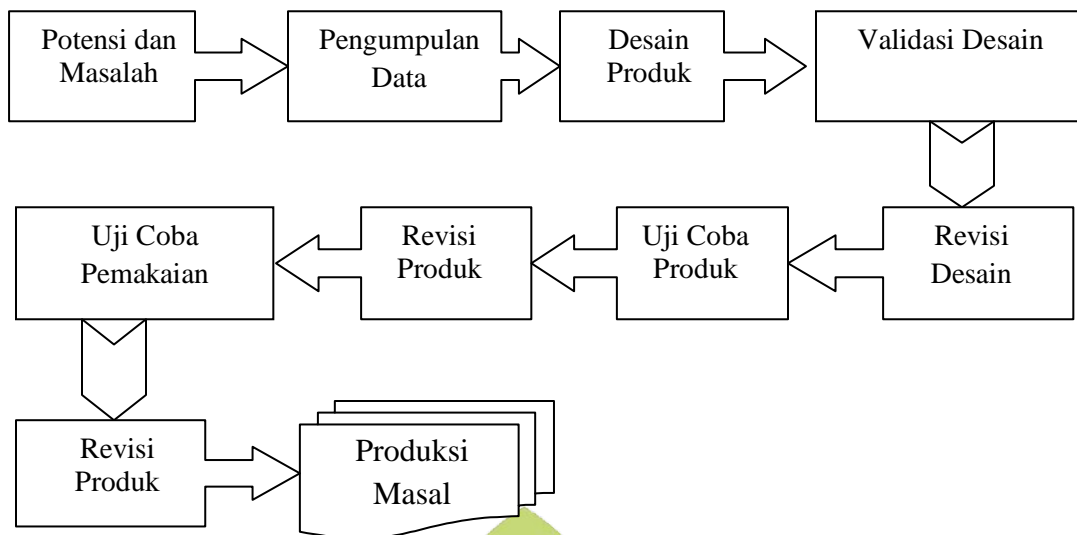 Potensi dan
Masalah
Pengumpulan
Data
Desain
Produk
Validasi Desain
Revisi
Desain
Uji Coba
Produk
Revisi
Produk
Uji Coba
Pemakaian
Revisi
Produk
Produksi
Masal